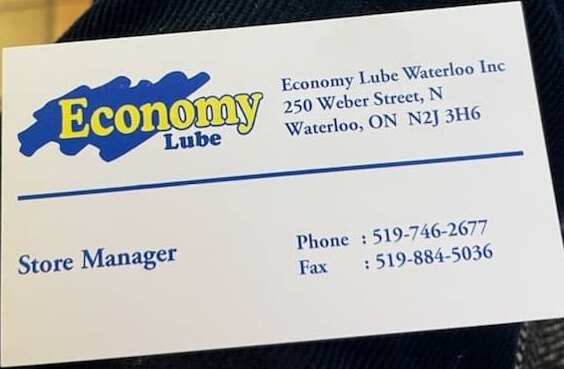 Economy
Lube
Economy Lube Waterloo Inc
250 Weber Street, N
Waterloo, ON N2J 3H6
Store Manager
Phone : 519-746-2677
Fax : 519-884-5036